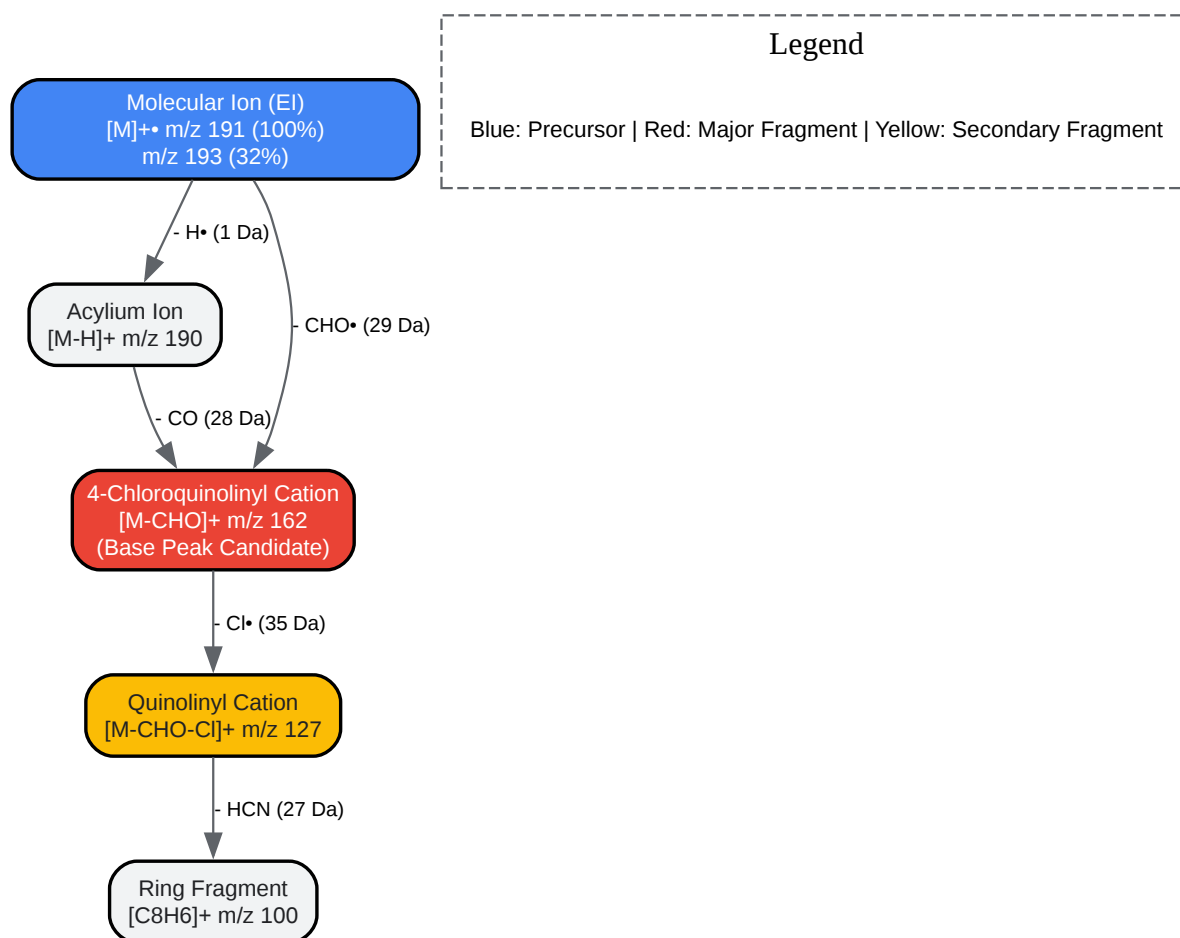 Legend
Blue: Precursor | Red: Major Fragment | Yellow: Secondary Fragment
Molecular Ion (EI)
[M]+• m/z 191 (100%)
m/z 193 (32%)
- H• (1 Da)
Acylium Ion
[M-H]+ m/z 190
- CHO• (29 Da)
- CO (28 Da)
4-Chloroquinolinyl Cation
[M-CHO]+ m/z 162
(Base Peak Candidate)
- Cl• (35 Da)
Quinolinyl Cation
[M-CHO-Cl]+ m/z 127
- HCN (27 Da)
Ring Fragment
[C8H6]+ m/z 100